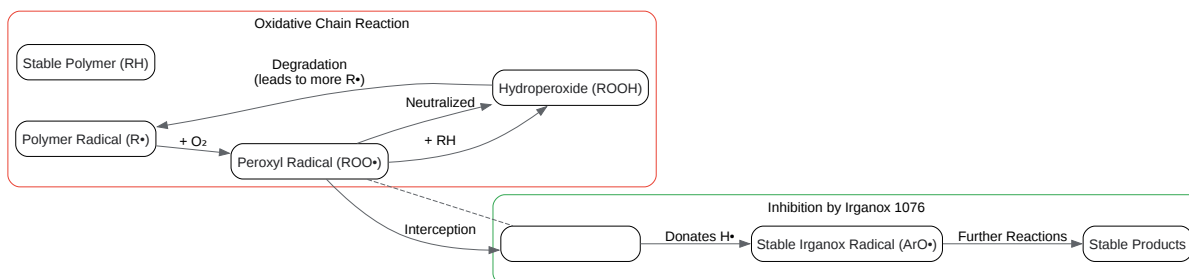 Oxidative Chain Reaction
Stable Polymer (RH)
Degradation
(leads to more R•)
Hydroperoxide (ROOH)
Neutralized
Polymer Radical (R•)
+ O₂
+ RH
Peroxyl Radical (ROO•)
Inhibition by Irganox 1076
Interception
Donates H•
Stable Irganox Radical (ArO•)
Further Reactions
Stable Products